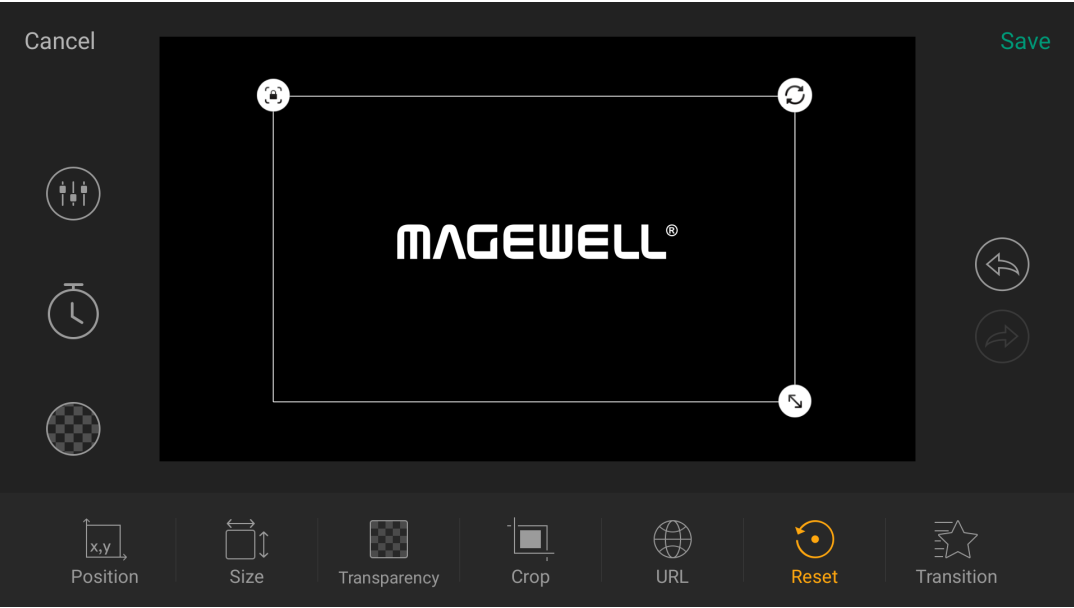 Cancel
Save
MAGEWELL®
x,y
Position
Size
Transparency
Crop
URL
Reset
Transition